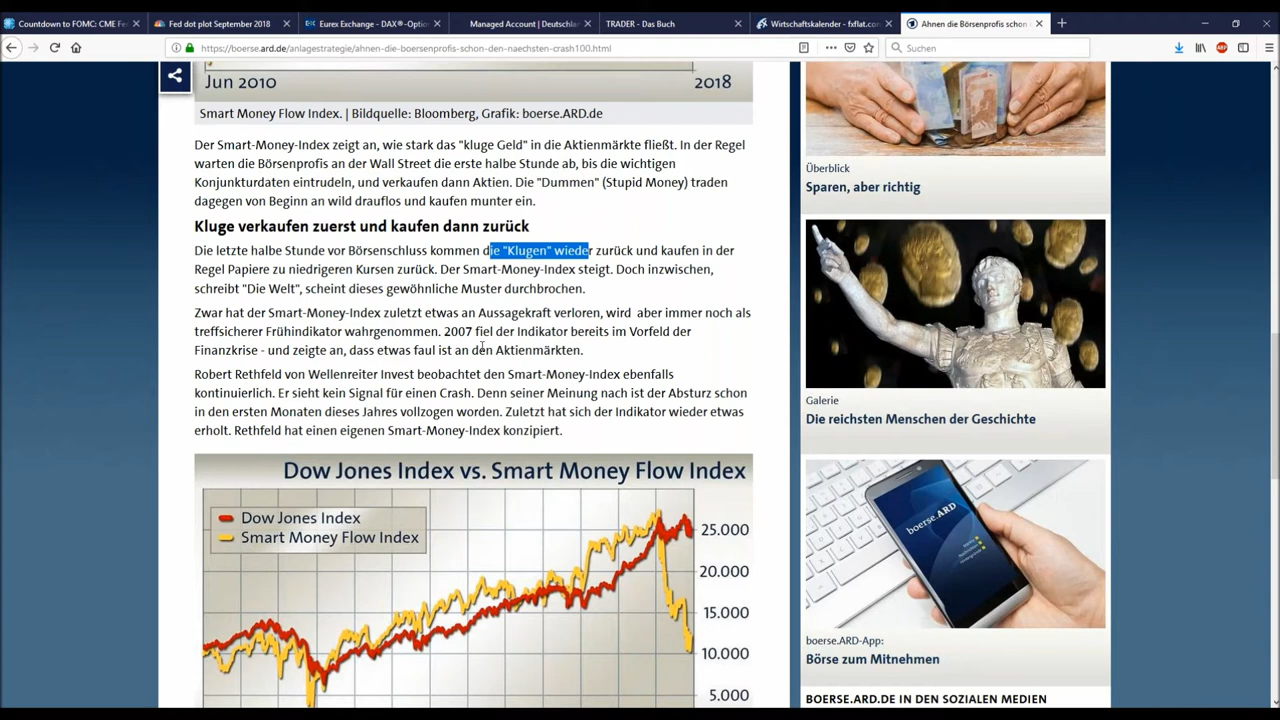 Countdown to FOMC: CME Fe
Fed dot plot September 2018
Eurex Exchange - DAX®-Optio
Managed Account | Deutschla
TRADER - Das Buch
Wirtschaftskalender - fxflat.com
Ahnen die Börsenprofis schon
https://boerse.ard.de/anlagestrategie/ahnen-die-boersenprofis-schon-den-naechsten-crash100.html
Suchen
Jun 2010
2018
Smart Money Flow Index. | Bildquelle: Bloomberg, Grafik: boerse.ARD.de
Der Smart-Money-Index zeigt an, wie stark das "kluge Geld" in die Aktienmärkte fließt. In der Regel
warten die Börsenprofis an der Wall Street die erste halbe Stunde ab, bis die wichtigen
Konjunkturdaten eintrudeln, und verkaufen dann Aktien. Die "Dummen" (Stupid Money) traden
dagegen von Beginn an wild drauflos und kaufen munter ein.
Kluge verkaufen zuerst und kaufen dann zurück
Die letzte halbe Stunde vor Börsenschluss kommen die "Klugen" wieder zurück und kaufen in der
Regel Papiere zu niedrigeren Kursen zurück. Der Smart-Money-Index steigt. Doch inzwischen,
schreibt "Die Welt", scheint dieses gewöhnliche Muster durchbrochen.
Zwar hat der Smart-Money-Index zuletzt etwas an Aussagekraft verloren, wird aber immer noch als
treffsicherer Frühindikator wahrgenommen. 2007 fiel der Indikator bereits im Vorfeld der
Finanzkrise - und zeigte an, dass etwas faul ist an den Aktienmärkten.
Robert Rethfeld von Wellenreiter Invest beobachtet den Smart-Money-Index ebenfalls
kontinuierlich. Er sieht kein Signal für einen Crash. Denn seiner Meinung nach ist der Absturz schon
in den ersten Monaten dieses Jahres vollzogen worden. Zuletzt hat sich der Indikator wieder etwas
erholt. Rethfeld hat einen eigenen Smart-Money-Index konzipiert.
Dow Jones Index vs. Smart Money Flow Index
Dow Jones Index
Smart Money Flow Index
25.000
20.000
15.000
10.000
5.000
Überblick
Sparen, aber richtig
Galerie
Die reichsten Menschen der Geschichte
boerse.ARD
boerse.ARD-App:
Börse zum Mitnehmen
BOERSE.ARD.DE IN DEN SOZIALEN MEDIEN